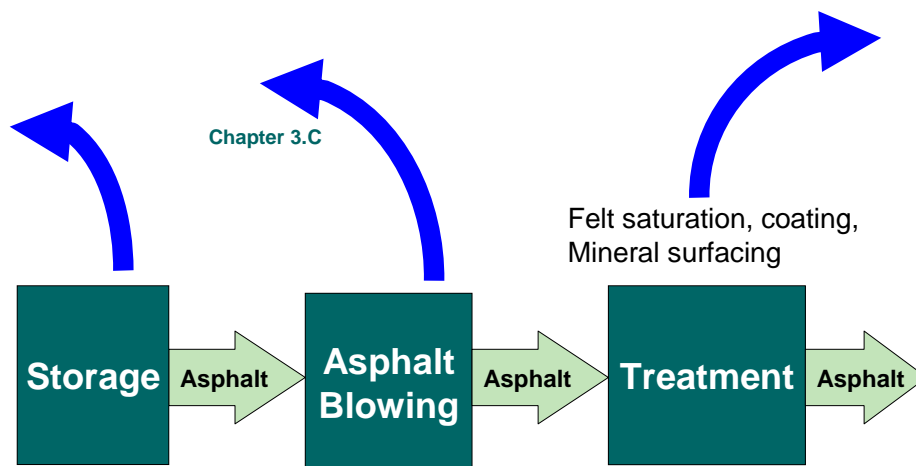 Chapter 3.C
Felt saturation, coating,
Mineral surfacing
Storage
Asphalt
Asphalt
Blowing
Asphalt
Treatment
Asphalt